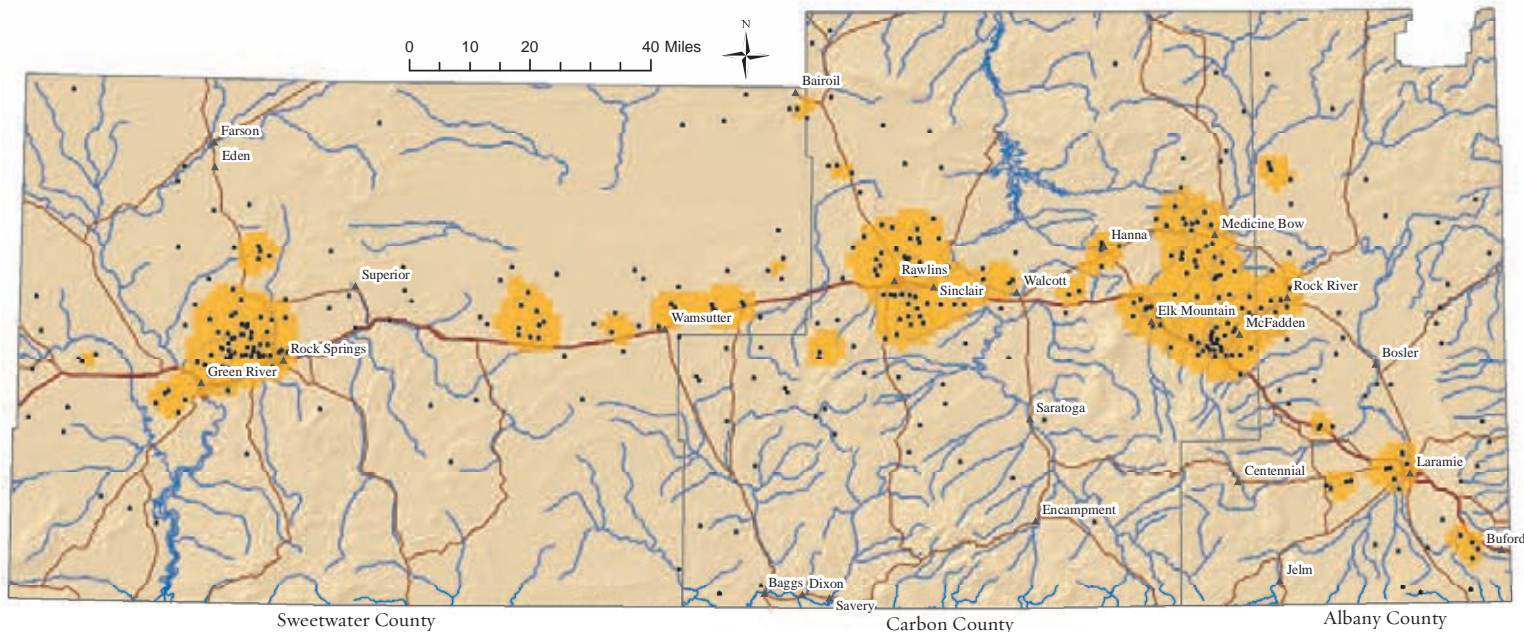 N
0 10 20 40 Miles
Bairoil
Farson
Eden
Medicine Bow
Hanna
Superior
Rawlins
Sinclair
Walcott
Rock River
Elk Mountain
McFadden
Wamsutter
Rock Springs
Green River
Bosler
Saratoga
Laramie
Centennial
Encampment
Buford
Jelm
Baggs Dixon
Savery
Sweetwater County
Carbon County
Albany County